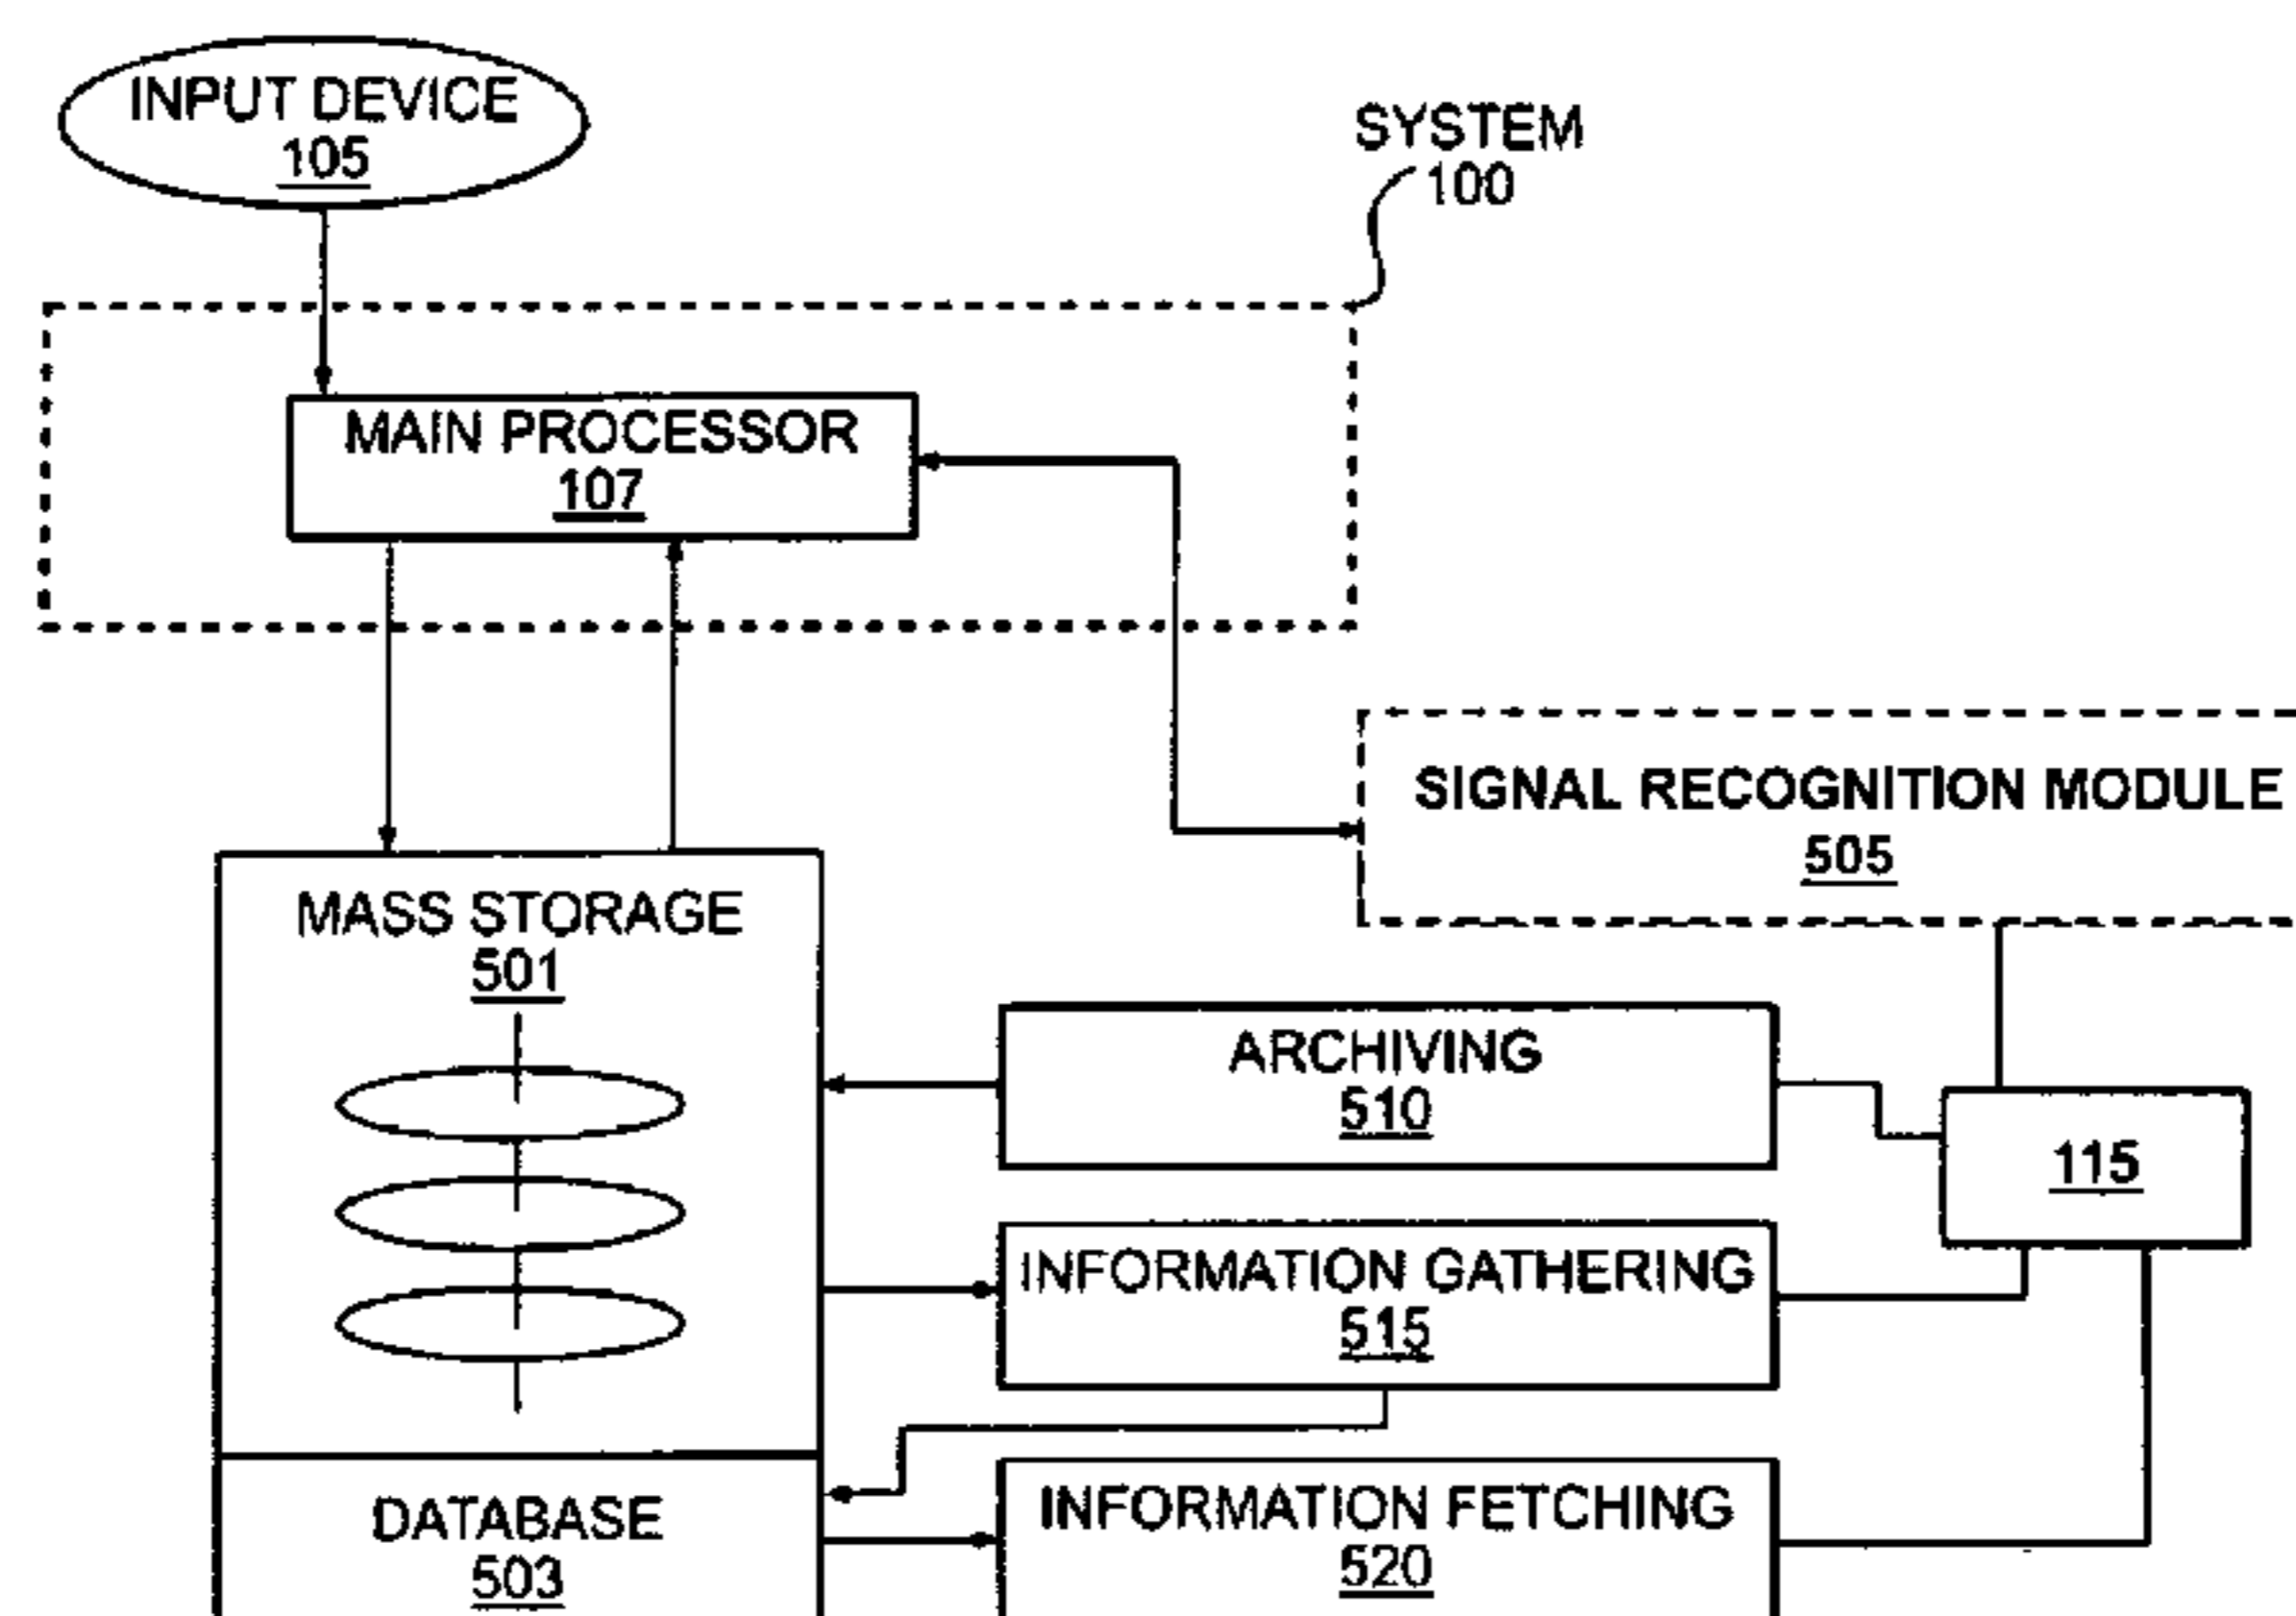 INPUT DEVICE
105
SYSTEM
100
MAIN PROCESSOR
107
SIGNAL RECOGNITION MODULE
505
MASS STORAGE
501
ARCHIVING
510
115
INFORMATION GATHERING
515
DATABASE
503
INFORMATION FETCHING
520